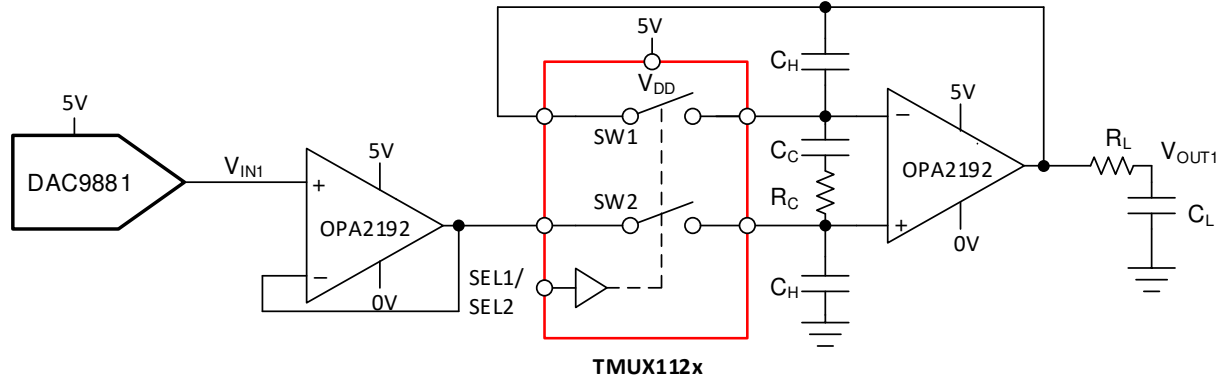 5V
DAC9881
VIN1
5V
+
OPA2192
−
0V
5V
VDD
SW1
SW2
SEL1/
SEL2
TMUX112x
CH
CC
RC
CH
5V
−
OPA2192
+
0V
RL
VOUT1
CL